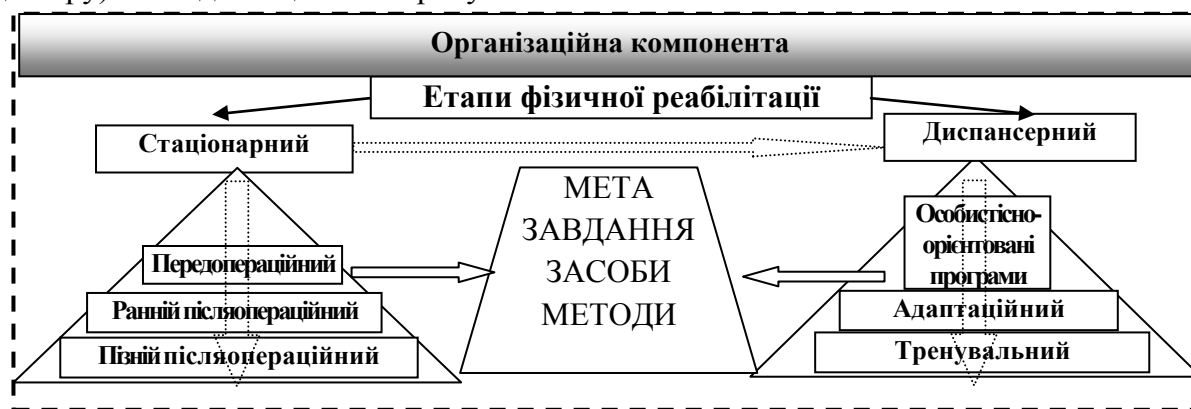 Організаційна компонента
Етапи фізичної реабілітації
Стаціонарний
Диспансерний
МЕТА
ЗАВДАННЯ
ЗАСОБИ
МЕТОДИ
Передопераційний
Ранній післяопераційний
Пізній післяопераційний
Особистісно-
орієнтовані
програми
Адаптаційний
Тренувальний